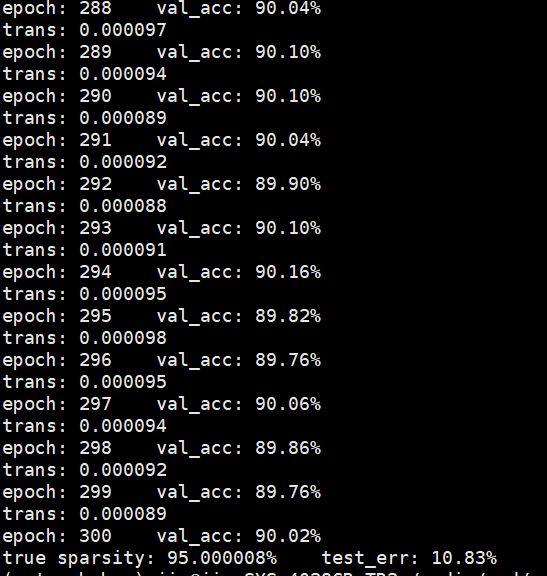 epoch: 288    val_acc: 90.04%
trans: 0.000097
epoch: 289    val_acc: 90.10%
trans: 0.000094
epoch: 290    val_acc: 90.10%
trans: 0.000089
epoch: 291    val_acc: 90.04%
trans: 0.000092
epoch: 292    val_acc: 89.90%
trans: 0.000088
epoch: 293    val_acc: 90.10%
trans: 0.000091
epoch: 294    val_acc: 90.16%
trans: 0.000095
epoch: 295    val_acc: 89.82%
trans: 0.000098
epoch: 296    val_acc: 89.76%
trans: 0.000095
epoch: 297    val_acc: 90.06%
trans: 0.000094
epoch: 298    val_acc: 89.86%
trans: 0.000092
epoch: 299    val_acc: 89.76%
trans: 0.000089
epoch: 300    val_acc: 90.02%
true sparsity: 95.000008%    test_err: 10.83%